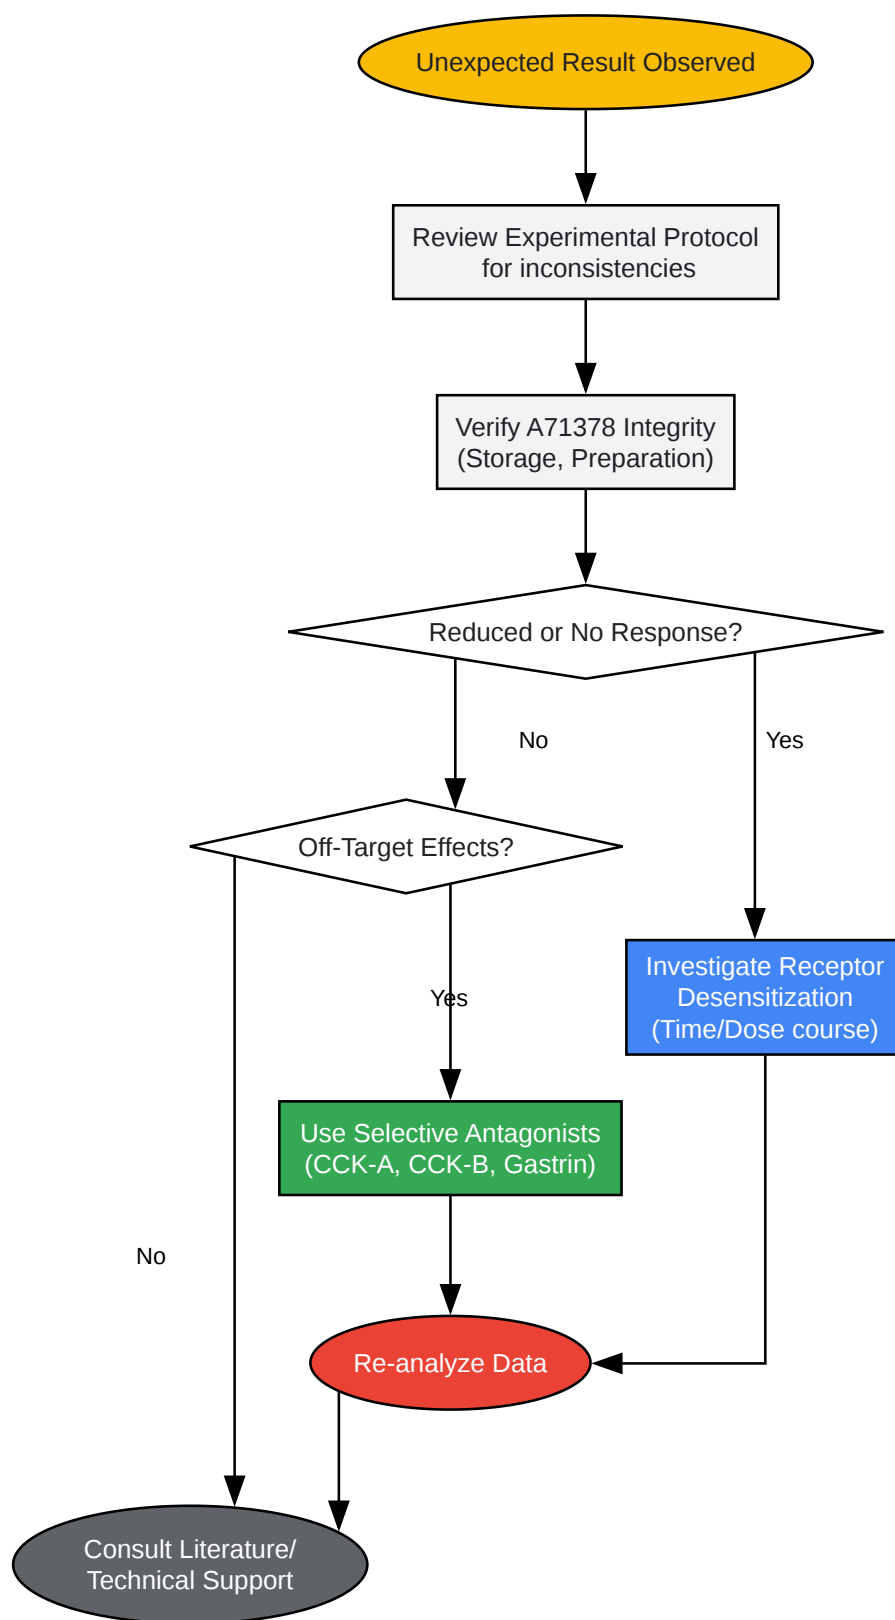 Unexpected Result Observed
Review Experimental Protocol
for inconsistencies
Verify A71378 Integrity
(Storage, Preparation)
Reduced or No Response?
No
Yes
Off-Target Effects?
Investigate Receptor
Desensitization
(Time/Dose course)
Yes
Use Selective Antagonists
(CCK-A, CCK-B, Gastrin)
No
Re-analyze Data
Consult Literature/
Technical Support